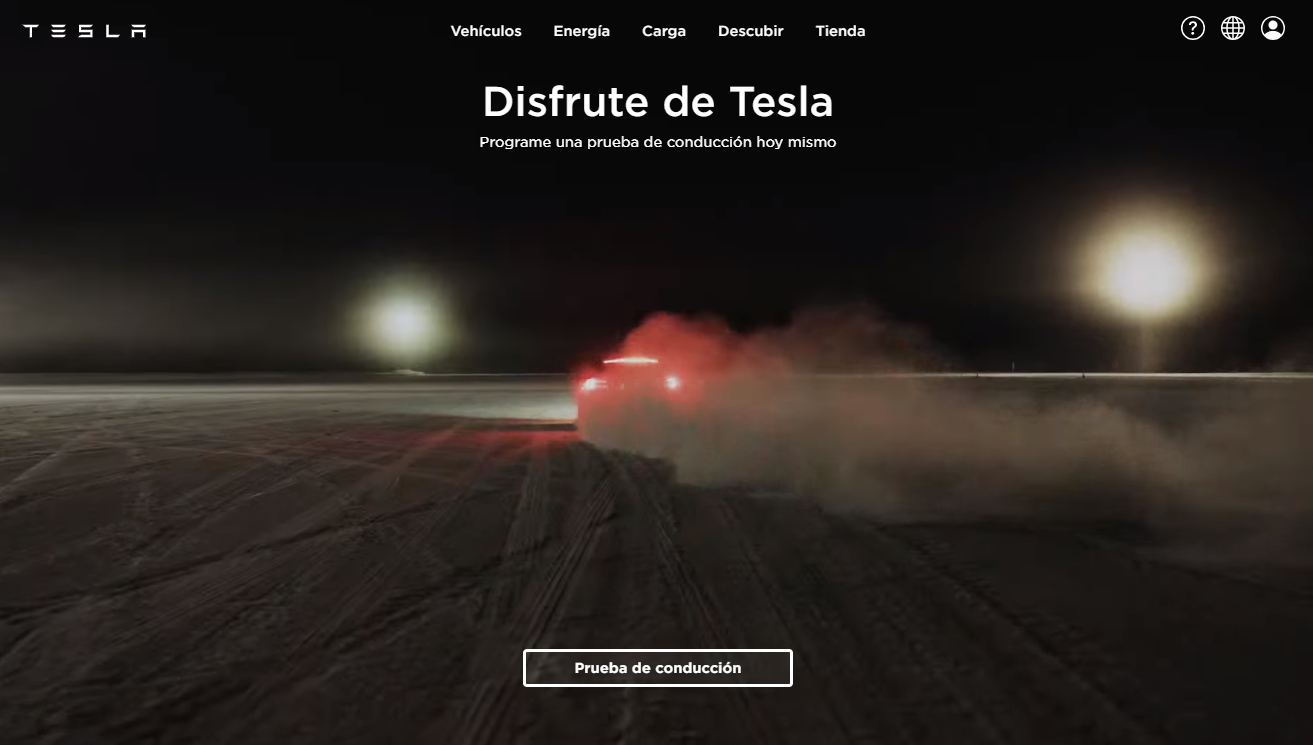 TESLA
Vehículos Energía Carga Descubir Tienda
?
Disfrute de Tesla
Programe una prueba de conducción hoy mismo
Prueba de conducción